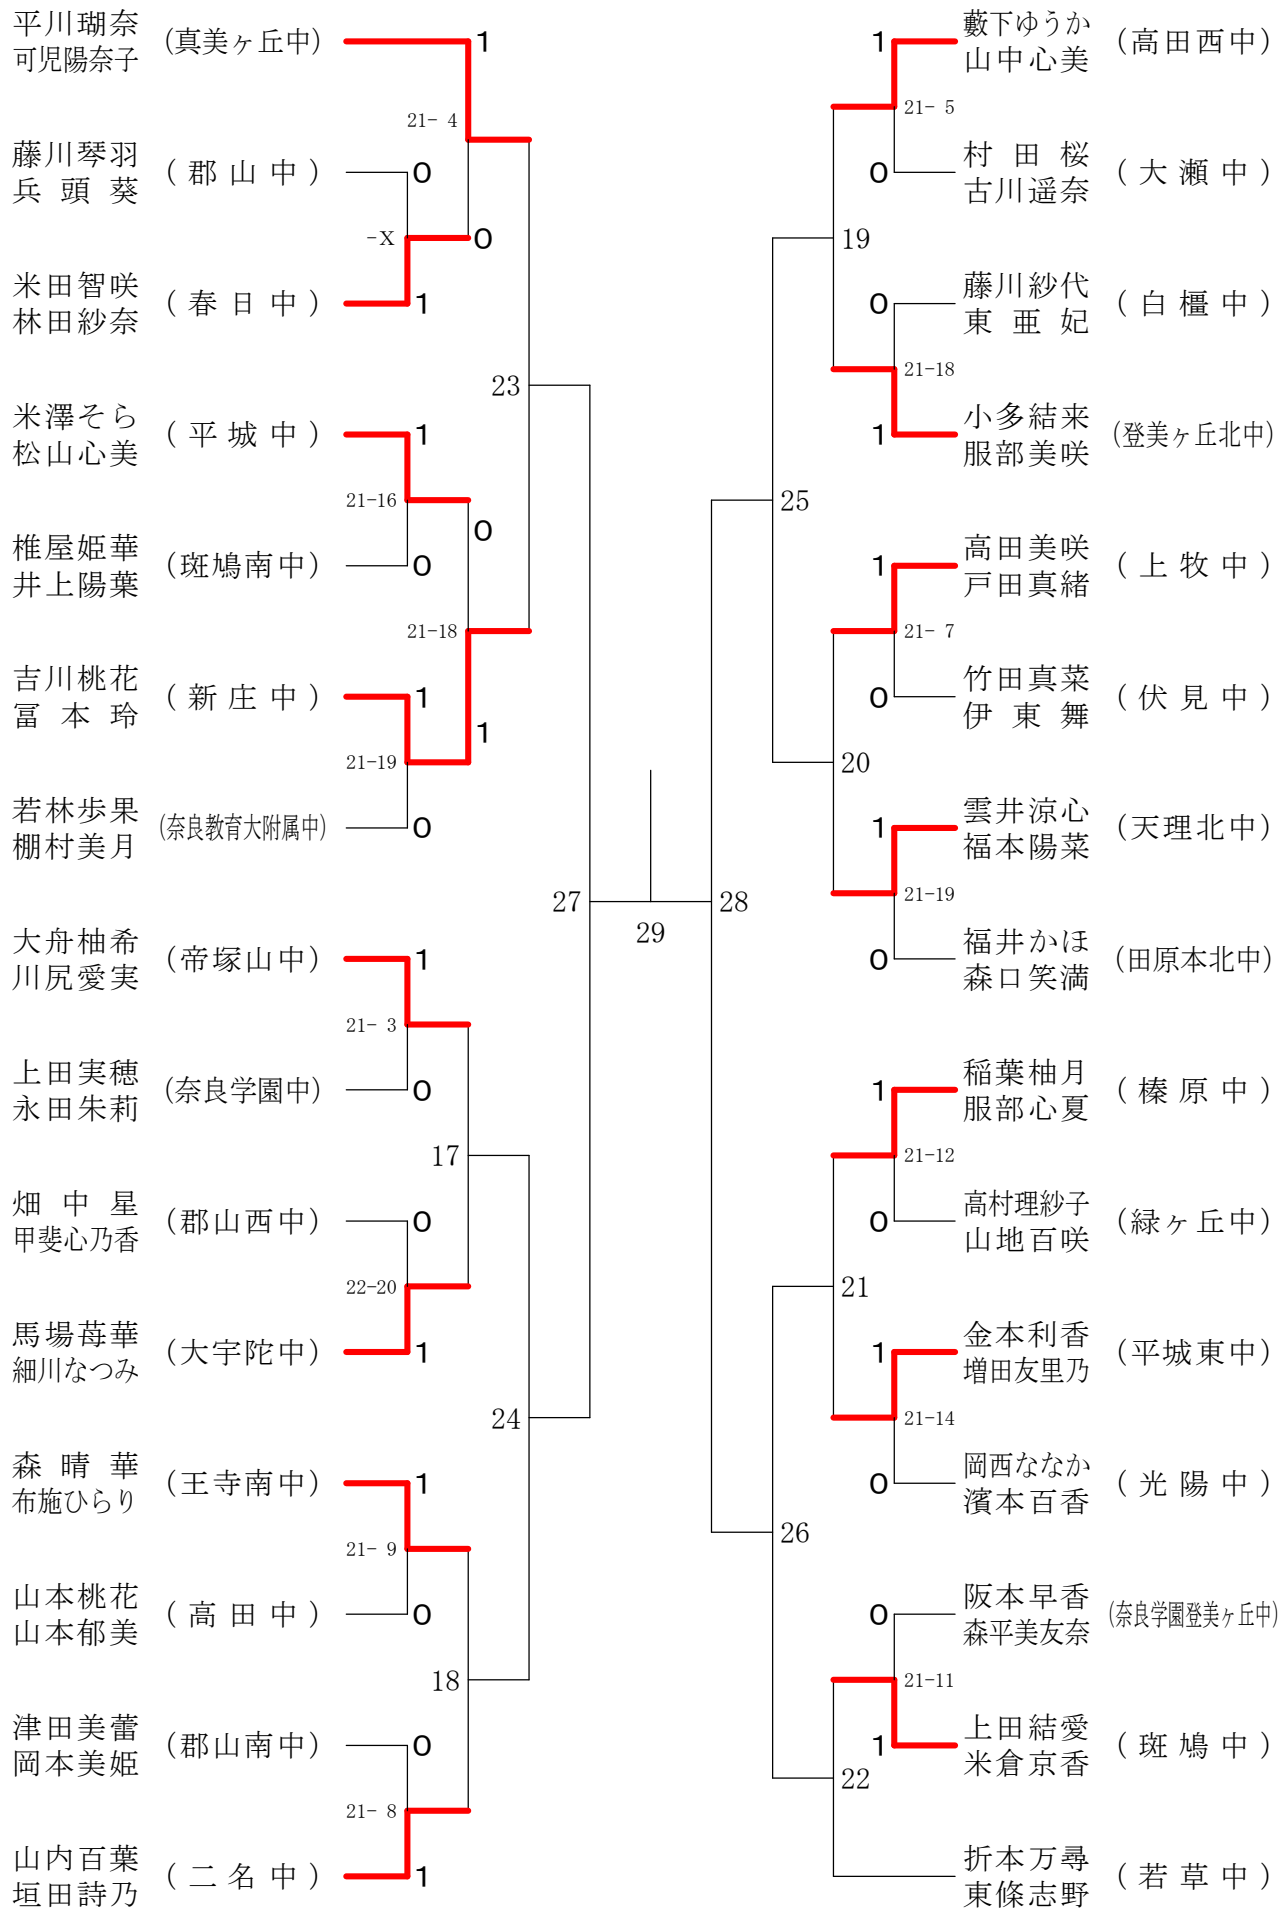 平川瑚奈
可児陽奈子
(真美ヶ丘中)
1
21- 4
藤川琴羽
兵頭葵
(郡山中)
0
-X
0
米田智咲
林田紗奈
(春日中)
1
23
米澤そら
松山心美
(平城中)
1
21-16
0
椎屋姫華
井上陽葉
(斑鳩南中)
0
21-18
吉川桃花
冨本玲
(新庄中)
1
1
21-19
若林歩果
棚村美月
(奈良教育大附属中)
0
27
大舟柚希
川尻愛実
(帝塚山中)
1
21- 3
上田実穂
永田朱莉
(奈良学園中)
0
17
畑中星
甲斐心乃香
(郡山西中)
0
22-20
馬場苺華
細川なつみ
(大宇陀中)
1
24
森晴華
布施ひらり
(王寺南中)
1
21- 9
山本桃花
山本郁美
(高田中)
0
18
津田美蕾
岡本美姫
(郡山南中)
0
21- 8
山内百葉
垣田詩乃
(二名中)
1
29
28
藪下ゆうか
山中心美
(高田西中)
1
21- 5
村田桜
古川遥奈
(大瀬中)
0
19
藤川紗代
東亜妃
(白橿中)
0
21-18
小多結来
服部美咲
(登美ヶ丘北中)
1
25
高田美咲
戸田真緒
(上牧中)
1
21- 7
竹田真菜
伊東舞
(伏見中)
0
20
雲井涼心
福本陽菜
(天理北中)
1
21-19
福井かほ
森口笑満
(田原本北中)
0
稲葉柚月
服部心夏
(榛原中)
1
21-12
高村理紗子
山地百咲
(緑ヶ丘中)
0
21
金本利香
増田友里乃
(平城東中)
1
21-14
岡西ななか
濱本百香
(光陽中)
0
26
阪本早香
森平美友奈
(奈良学園登美ヶ丘中)
0
21-11
上田結愛
米倉京香
(斑鳩中)
1
22
折本万尋
東條志野
(若草中)